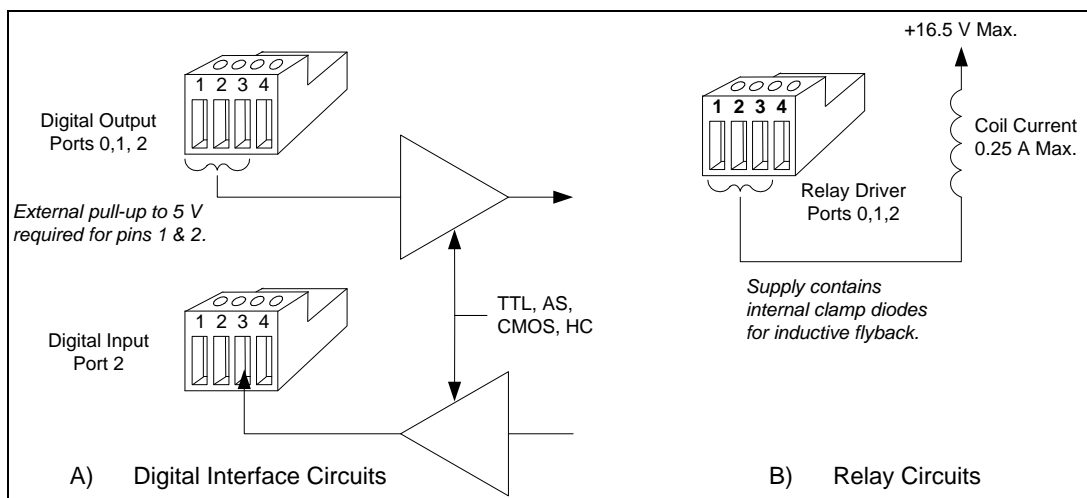 1 2 3 4
Digital Output
Ports 0,1, 2
External pull-up to 5 V
required for pins 1 & 2.
1 2 3 4
Digital Input
Port 2
TTL, AS,
CMOS, HC
A) Digital Interface Circuits
+16.5 V Max.
1 2 3 4
Coil Current
0.25 A Max.
Relay Driver
Ports 0,1,2
Supply contains
internal clamp diodes
for inductive flyback.
B) Relay Circuits